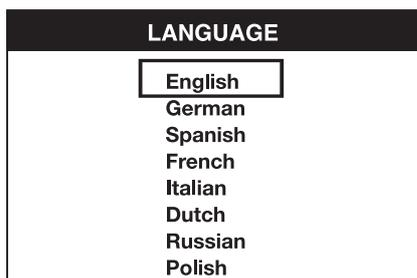 LANGUAGE
English
German
Spanish
French
Italian
Dutch
Russian
Polish